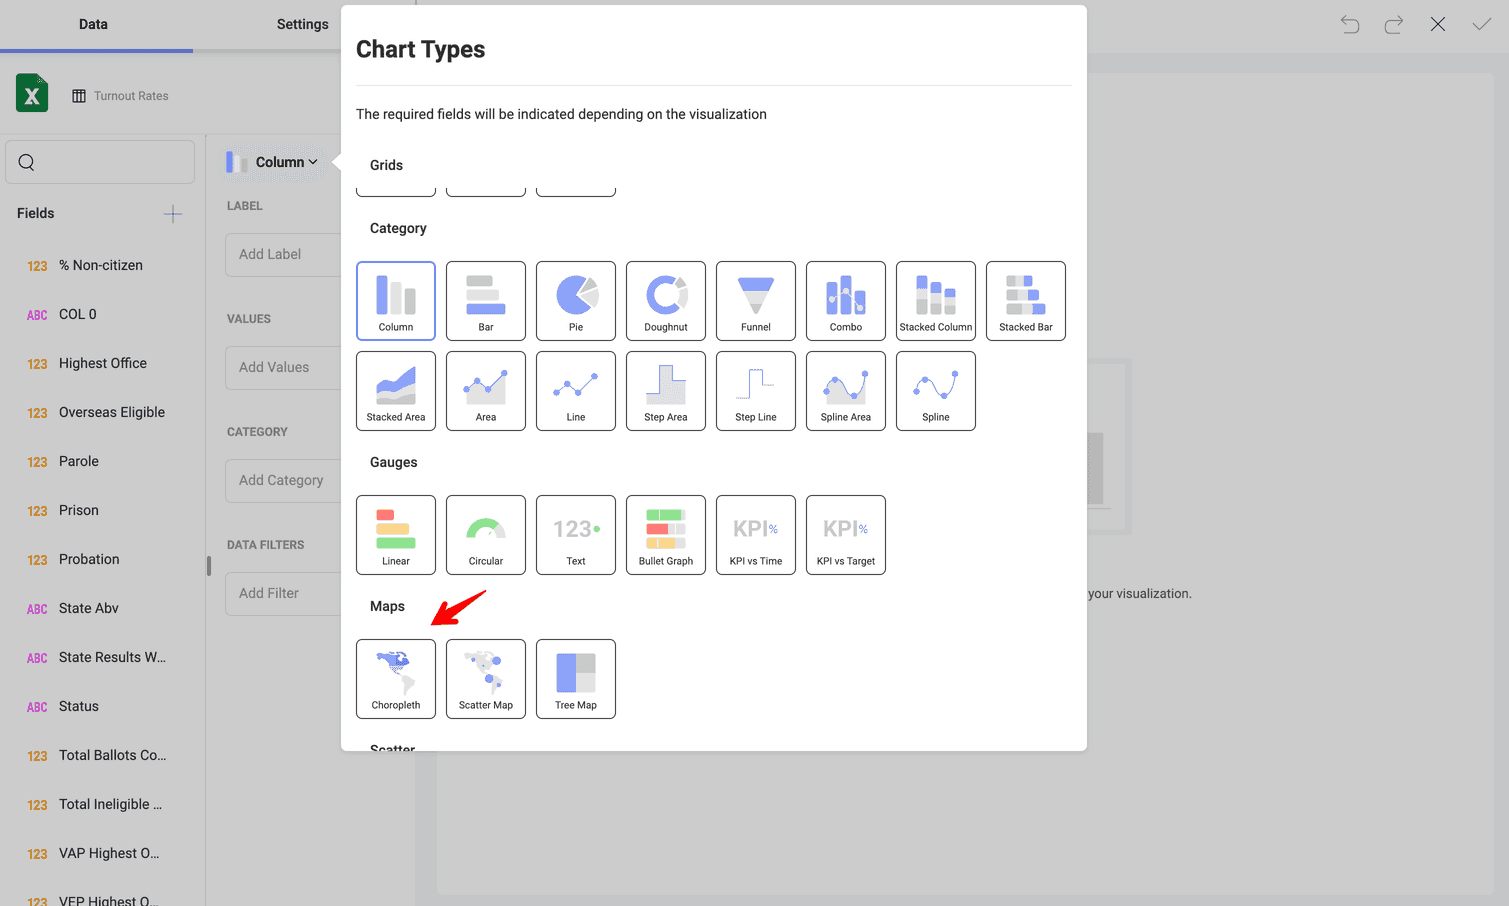 Data
Settings
Turnout Rates
Fields
123 % Non-citizen
ABC COL 0
123 Highest Office
123 Overseas Eligible
123 Parole
123 Prison
123 Probation
ABC State Abv
ABC State Results W...
ABC Status
123 Total Ballots Co...
123 Total Ineligible ...
123 VAP Highest O...
123 VEP Highest O...
Column
LABEL
Add Label
VALUES
Add Values
CATEGORY
Add Category
DATA FILTERS
Add Filter
Chart Types
The required fields will be indicated depending on the visualization
Grids
Category
Column
Bar
Pie
Doughnut
Funnel
Combo
Stacked Column
Stacked Bar
Stacked Area
Area
Line
Step Area
Step Line
Spline Area
Spline
Gauges
Linear
Circular
123
Text
Bullet Graph
KPI%
KPI vs Time
KPI%
KPI vs Target
Maps
Choropleth
Scatter Map
Tree Map
Scatter
your visualization.